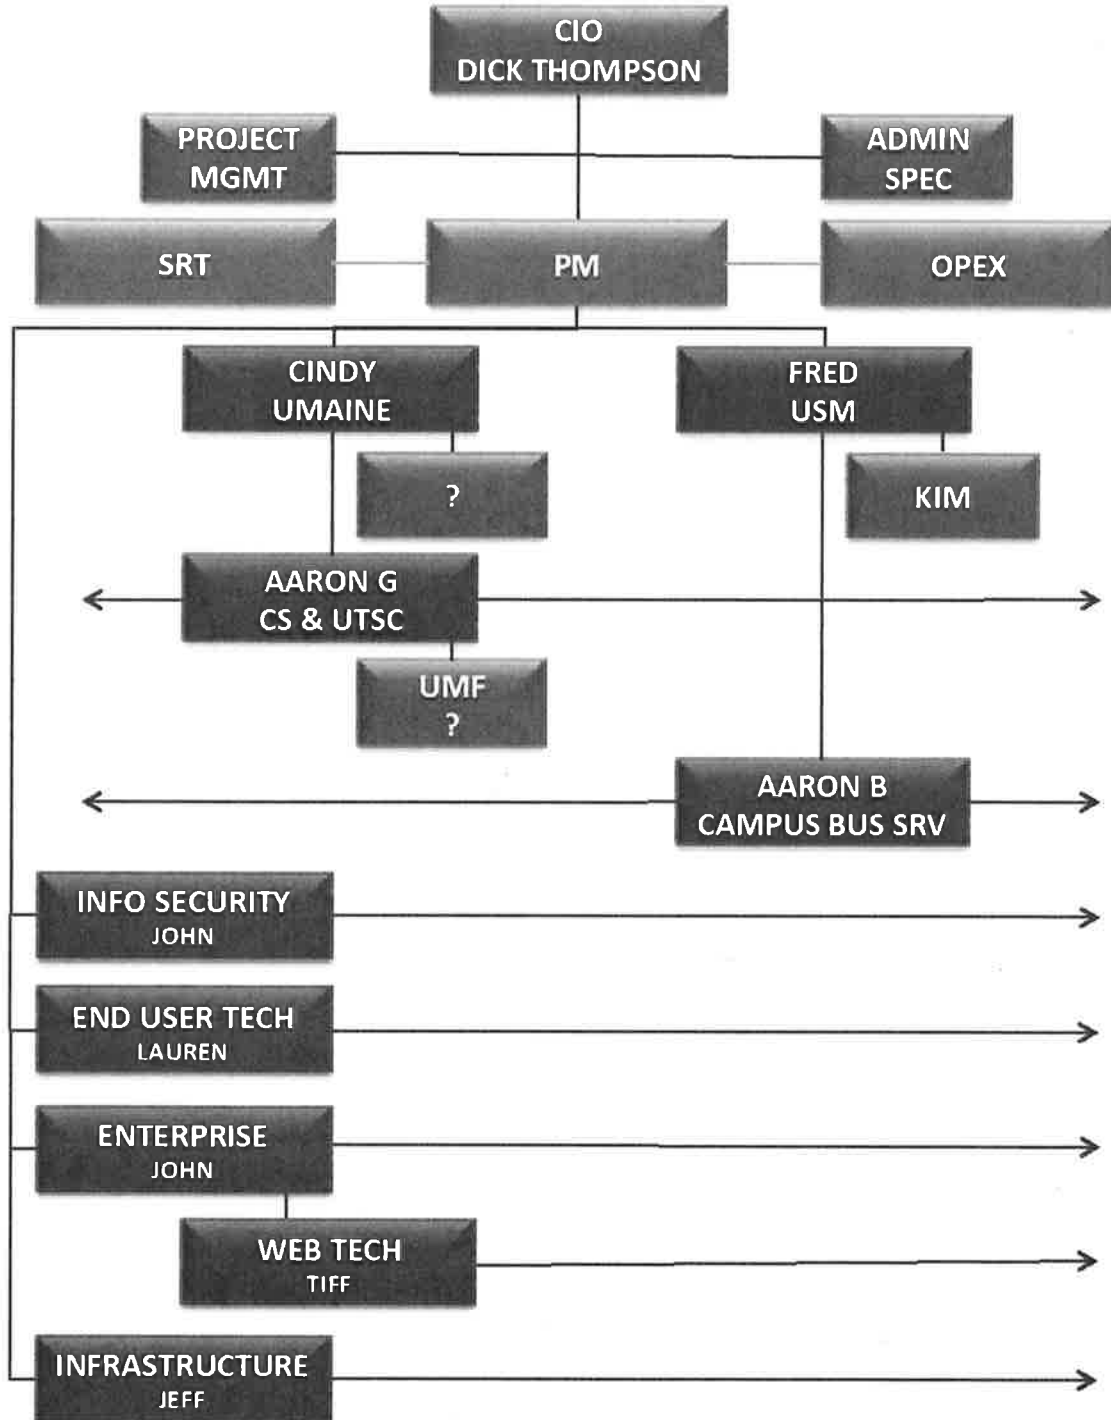 CIO
DICK THOMPSON
PROJECT
MGMT
ADMIN
SPEC
SRT
PM
OPEX
CINDY
UMAINE
FRED
USM
?
KIM
AARON G
CS & UTSC
UMF
?
AARON B
CAMPUS BUS SRV
INFO SECURITY
JOHN
END USER TECH
LAUREN
ENTERPRISE
JOHN
WEB TECH
TIFF
INFRASTRUCTURE
JEFF